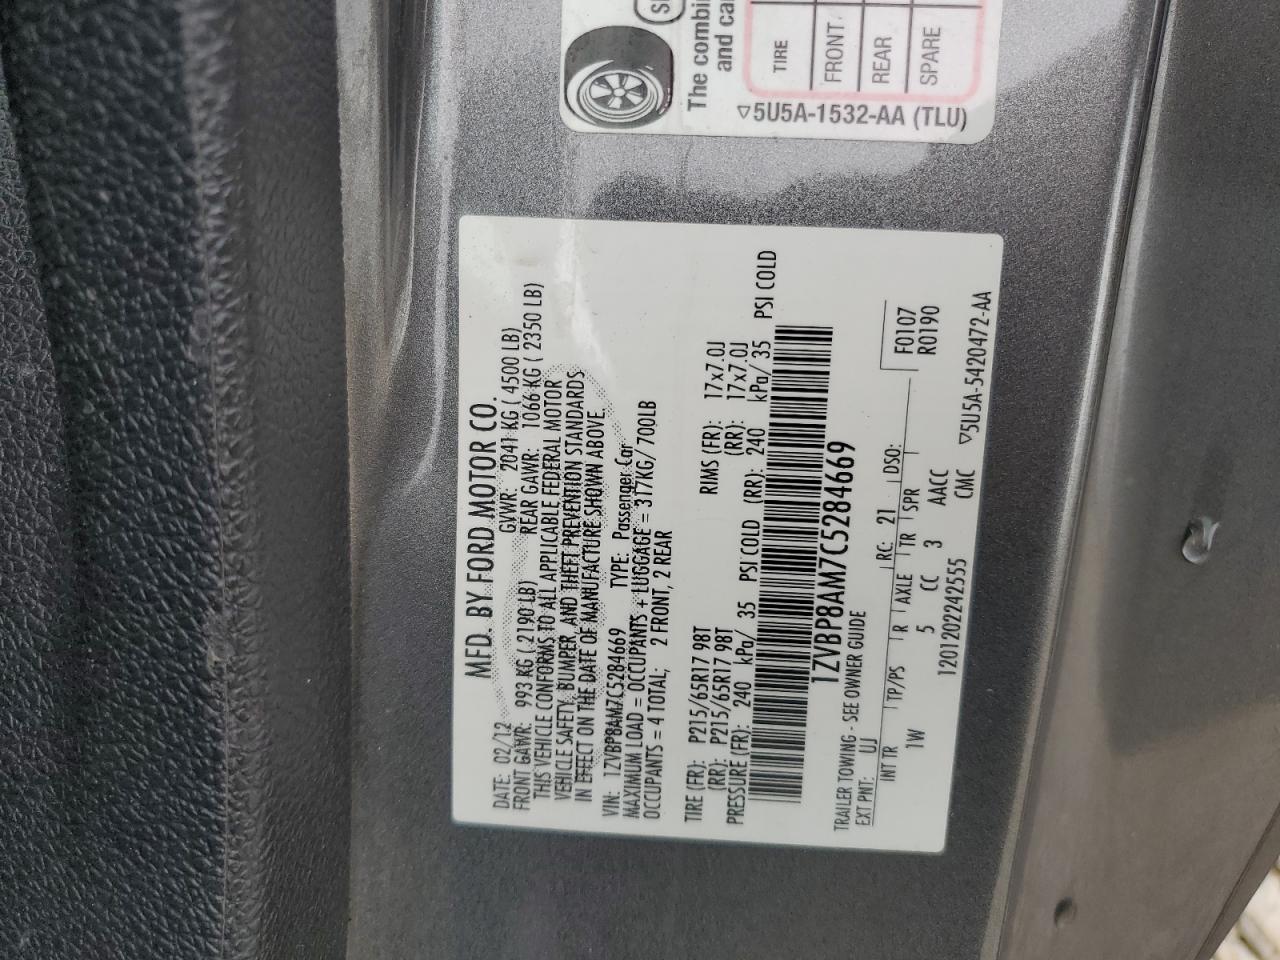 MFD. BY FORD MOTOR CO.
DATE: 02/12 GVWR: 2041 KG ( 4500 LB)
FRONT GAWR: 993 KG ( 2190 LB) REAR GAWR: 1066 KG ( 2350 LB)
THIS VEHICLE CONFORMS TO ALL APPLICABLE FEDERAL MOTOR
VEHICLE SAFETY, BUMPER, AND THEFT PREVENTION STANDARDS
IN EFFECT ON THE DATE OF MANUFACTURE SHOWN ABOVE.
VIN: 1ZVBP8AM7C5284669 TYPE: Passenger Car
MAXIMUM LOAD = OCCUPANTS + LUGGAGE = 317KG/ 700LB
OCCUPANTS = 4 TOTAL; 2 FRONT, 2 REAR
TIRE (FR): P215/65R17 98T RIMS (FR): 17x7.0J
(RR): P215/65R17 98T (RR): 17x7.0J
PRESSURE (FR): 240 kPa/ 35 PSI COLD (RR): 240 kPa/ 35 PSI COLD
1ZVBP8AM7C5284669
TRAILER TOWING - SEE OWNER GUIDE
EXT PNT: UJ RC: 21 DSO: F0107
R0190
INT TR TP/PS R AXLE TR SPR
1W 5 CC 3 AACC
120120224​2555 CMC ▽5U5A-5420472-AA
The combi
and ca
TIRE
FRONT
REAR
SPARE
▽5U5A-1532-AA (TLU)